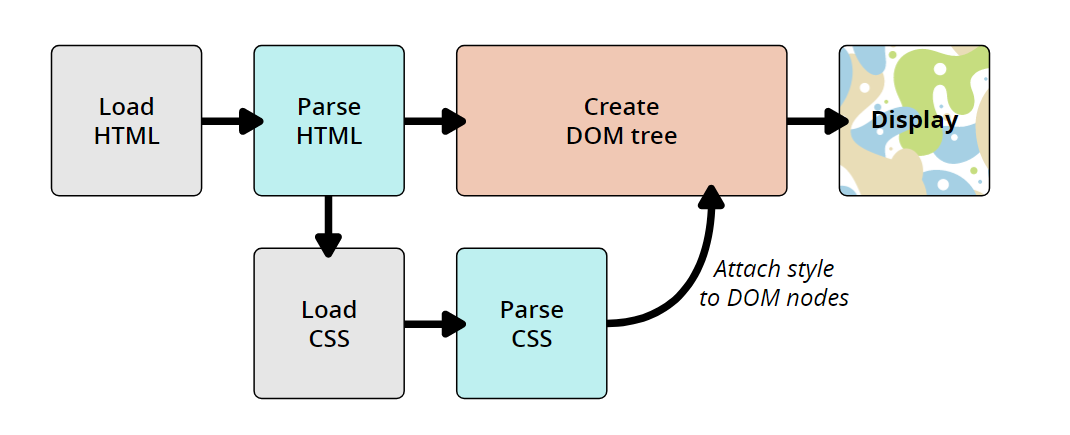 Load
HTML
Parse
HTML
Create
DOM tree
Display
Load
CSS
Parse
CSS
Attach style
to DOM nodes